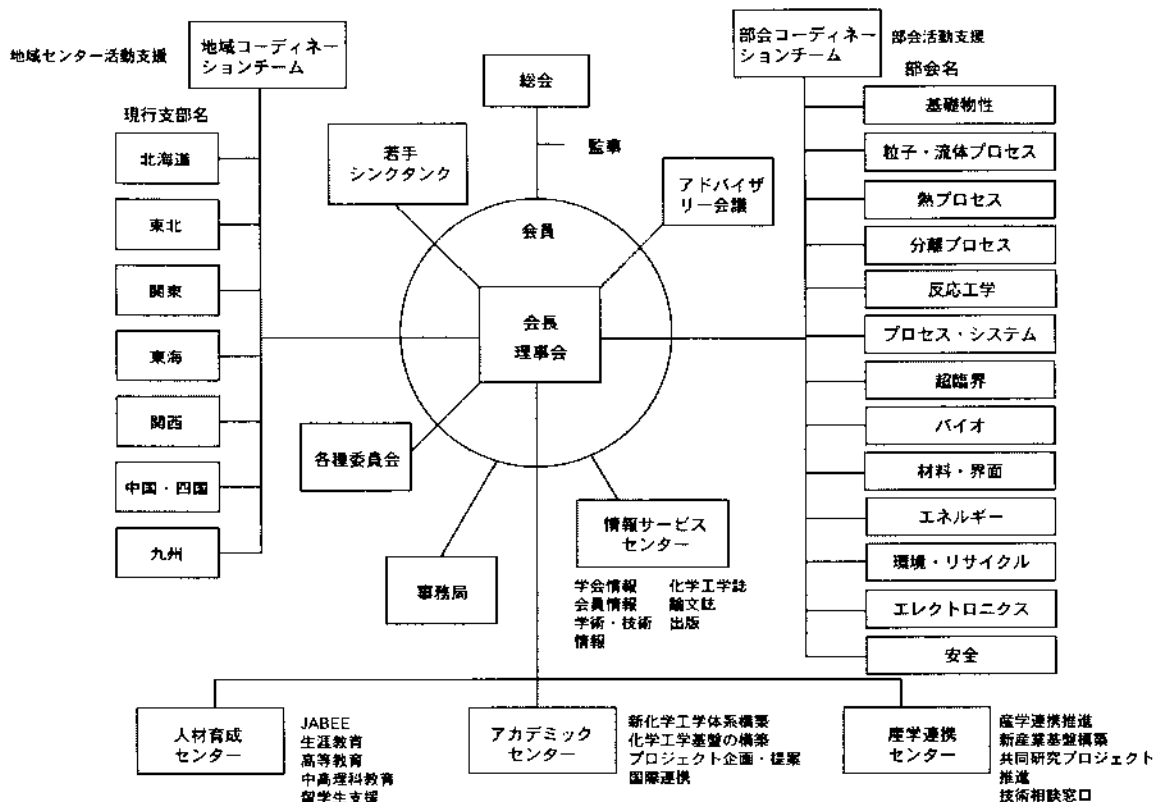 地域センター活動支援
地域コーディネー
ションチーム
現行支部名
北海道
東北
関東
東海
関西
中国・四国
九州
総会
監事
若手
シンクタンク
アドバイザ
リー会議
会員
会長
理事会
各種委員会
事務局
情報サービス
センター
学会情報 化学工学誌
会員情報 論文誌
学術・技術 出版
情報
部会コーディネー
ションチーム
部会活動支援
部会名
基礎物性
粒子・流体プロセス
熱プロセス
分離プロセス
反応工学
プロセス・システム
超臨界
バイオ
材料・界面
エネルギー
環境・リサイクル
エレクトロニクス
安全
人材育成
センター
JABEE
生涯教育
高等教育
中高理科教育
留学生支援
アカデミック
センター
新化学工学体系構築
化学工学基盤の構築
プロジェクト企画・提案
国際連携
産学連携
センター
産学連携推進
新産業基盤構築
共同研究プロジェクト
推進
技術相談窓口